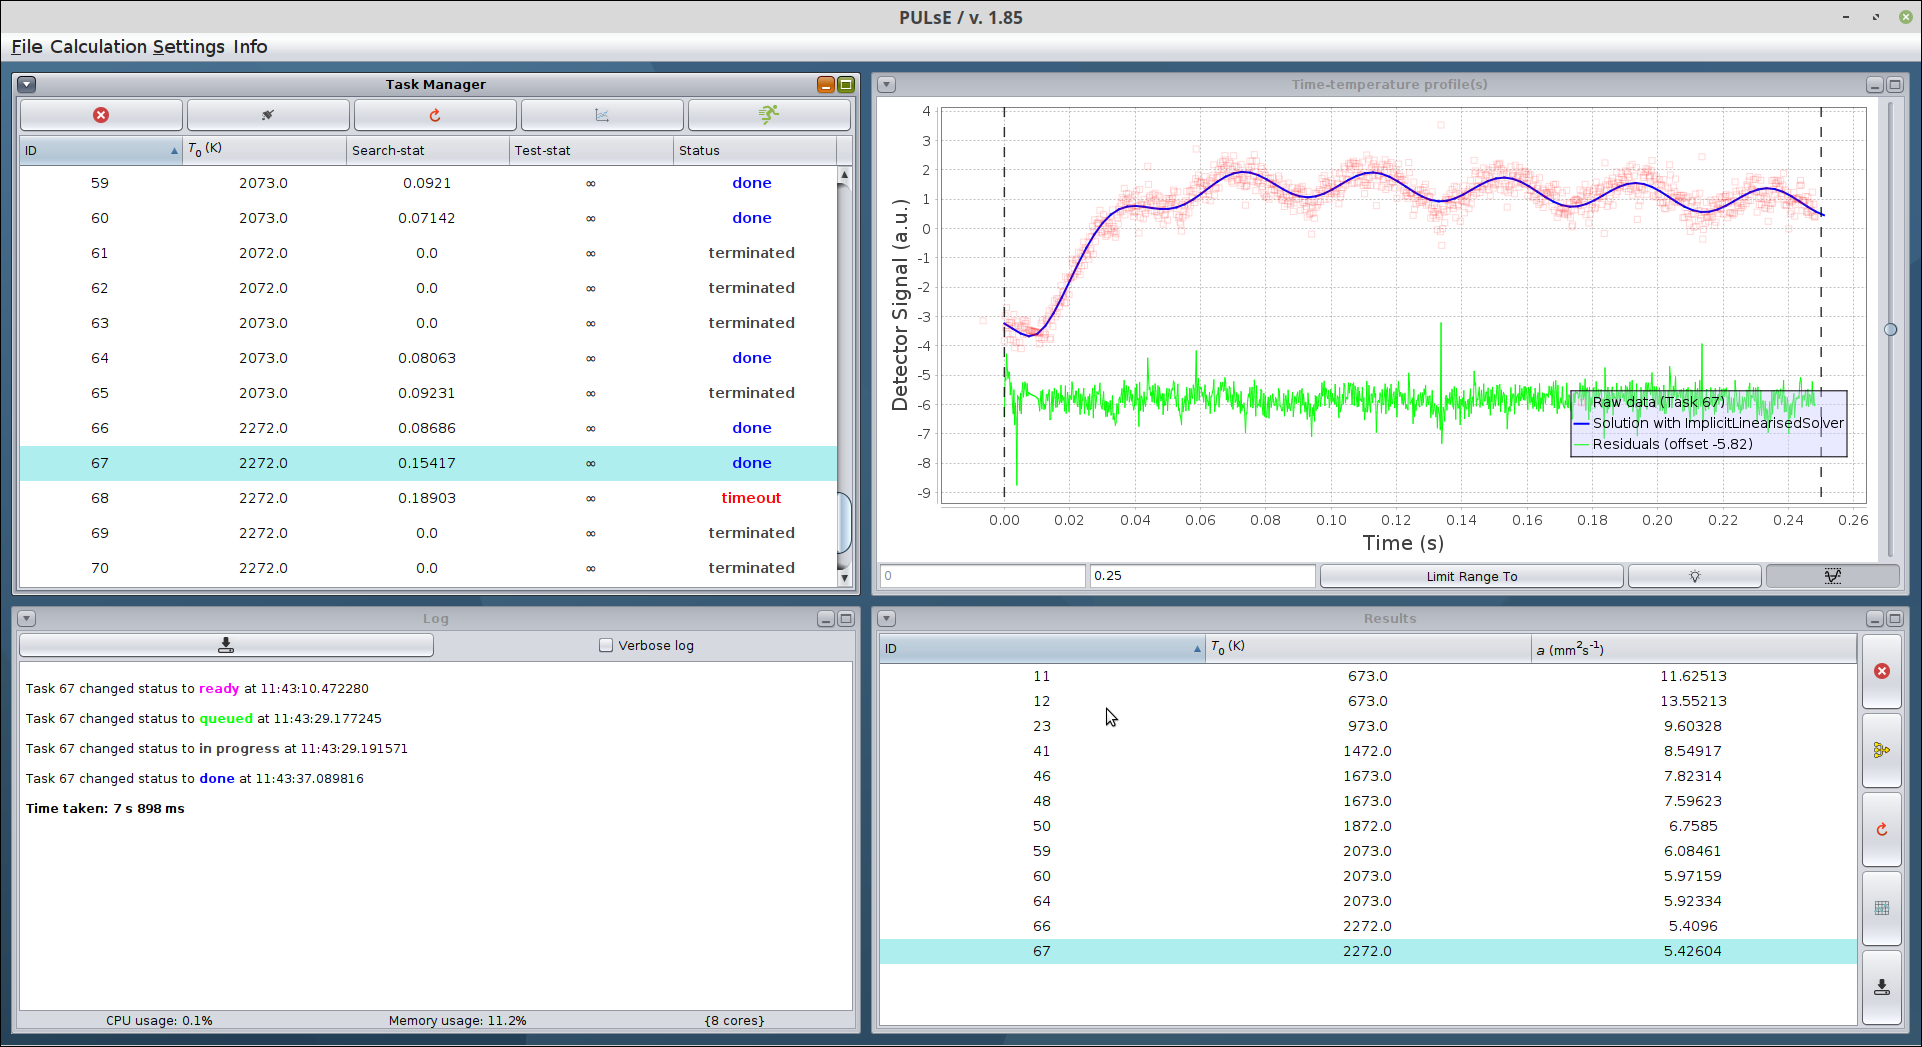 PULsE / v. 1.85
File Calculation Settings Info
Task Manager
ID T0 (K) Search-stat Test-stat Status
59 2073.0 0.0921 ∞ done
60 2073.0 0.07142 ∞ done
61 2072.0 0.0 ∞ terminated
62 2072.0 0.0 ∞ terminated
63 2073.0 0.0 ∞ terminated
64 2073.0 0.08063 ∞ done
65 2073.0 0.09231 ∞ terminated
66 2272.0 0.08686 ∞ done
67 2272.0 0.15417 ∞ done
68 2272.0 0.18903 ∞ timeout
69 2272.0 0.0 ∞ terminated
70 2272.0 0.0 ∞ terminated
Time-temperature profile(s)
Detector Signal (a.u.)
4
3
2
1
0
-1
-2
-3
-4
-5
-6
-7
-8
-9
Raw data (Task 67)
Solution with ImplicitLinearisedSolver
Residuals (offset -5.82)
0.00 0.02 0.04 0.06 0.08 0.10 0.12 0.14 0.16 0.18 0.20 0.22 0.24 0.26
Time (s)
0 0.25 Limit Range To
Log
Verbose log
Task 67 changed status to ready at 11:43:10.472280
Task 67 changed status to queued at 11:43:29.177245
Task 67 changed status to in progress at 11:43:29.191571
Task 67 changed status to done at 11:43:37.089816
Time taken: 7 s 898 ms
CPU usage: 0.1% Memory usage: 11.2% {8 cores}
Results
ID T0 (K) a (mm²s⁻¹)
11 673.0 11.62513
12 673.0 13.55213
23 973.0 9.60328
41 1472.0 8.54917
46 1673.0 7.82314
48 1673.0 7.59623
50 1872.0 6.7585
59 2073.0 6.08461
60 2073.0 5.97159
64 2073.0 5.92334
66 2272.0 5.4096
67 2272.0 5.42604